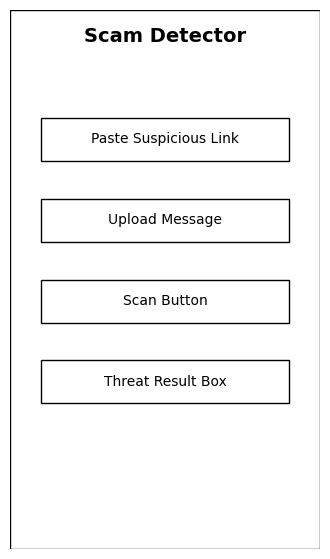 Scam Detector
Paste Suspicious Link
Upload Message
Scan Button
Threat Result Box